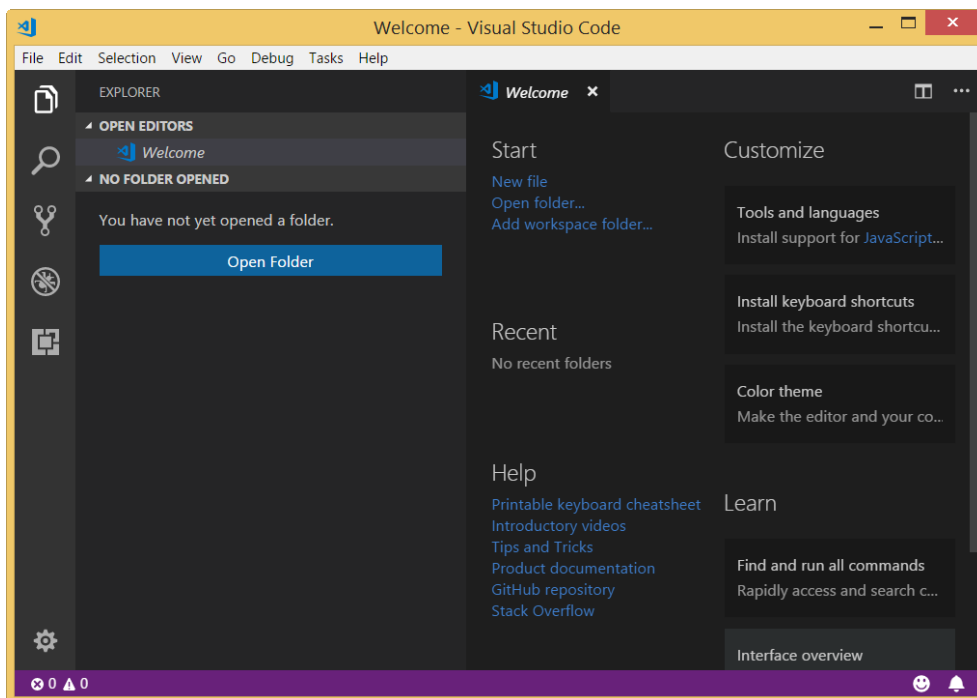 Welcome - Visual Studio Code
File Edit Selection View Go Debug Tasks Help
EXPLORER
OPEN EDITORS
Welcome
NO FOLDER OPENED
You have not yet opened a folder.
Open Folder
Welcome
Start
New file
Open folder...
Add workspace folder...
Recent
No recent folders
Help
Printable keyboard cheatsheet
Introductory videos
Tips and Tricks
Product documentation
GitHub repository
Stack Overflow
Customize
Tools and languages
Install support for JavaScript...
Install keyboard shortcuts
Install the keyboard shortcu...
Color theme
Make the editor and your co...
Learn
Find and run all commands
Rapidly access and search c...
Interface overview
0 0